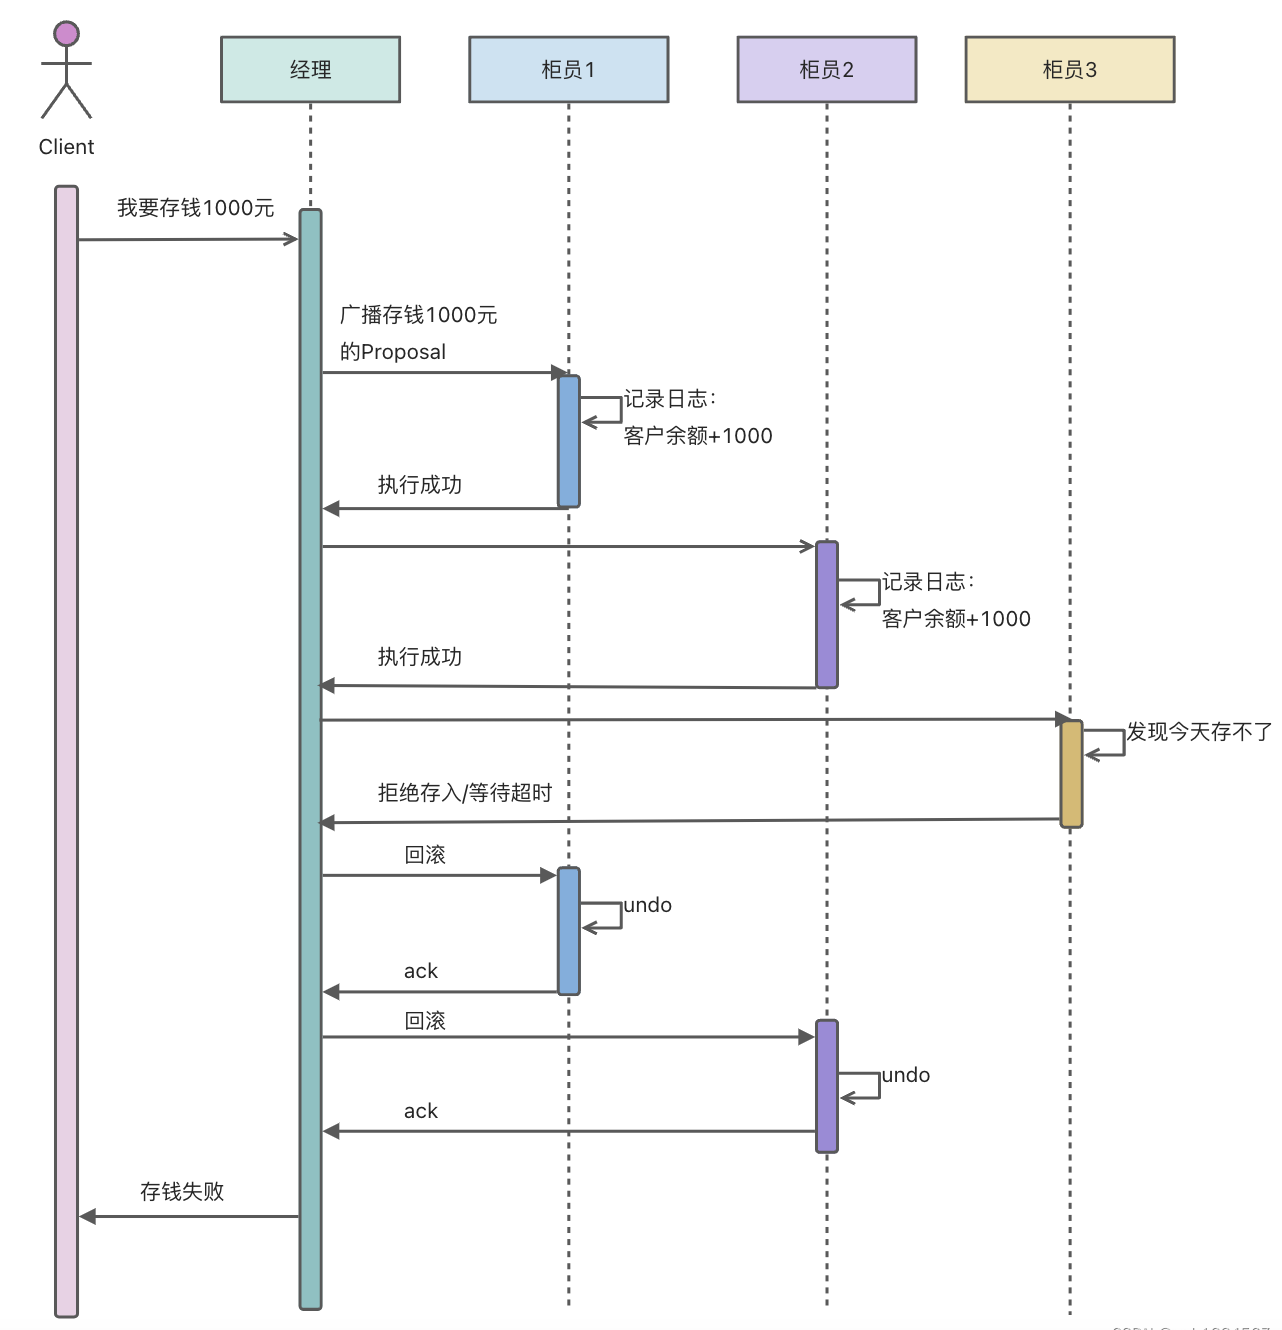 经理
柜员1
柜员2
柜员3
Client
我要存钱1000元
广播存钱1000元
的Proposal
记录日志：
客户余额+1000
执行成功
记录日志：
客户余额+1000
执行成功
发现今天存不了
拒绝存入/等待超时
回滚
undo
ack
回滚
undo
ack
存钱失败